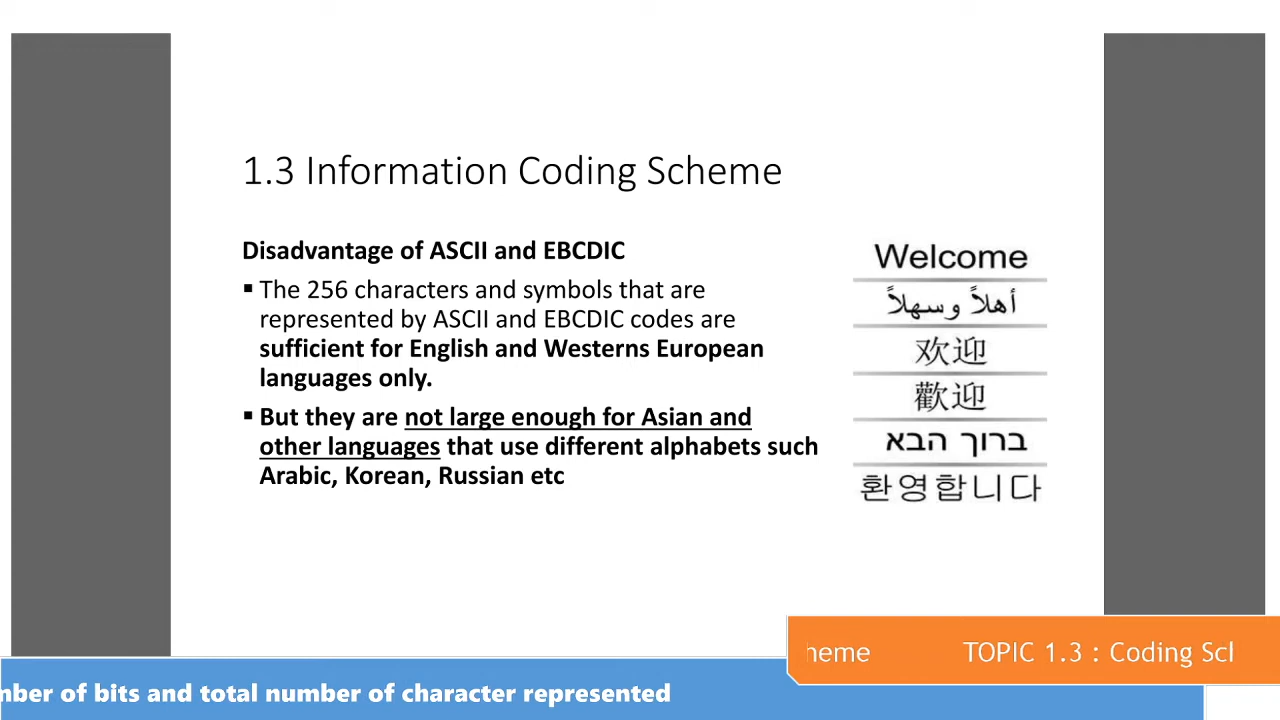 1.3 Information Coding Scheme
Disadvantage of ASCII and EBCDIC
▪ The 256 characters and symbols that are
represented by ASCII and EBCDIC codes are
sufficient for English and Westerns European
languages only.
▪ But they are not large enough for Asian and
other languages that use different alphabets such
Arabic, Korean, Russian etc
Welcome
أهلاً وسهلاً
欢迎
歡迎
ברוך הבא
환영합니다
heme TOPIC 1.3 : Coding Scl
mber of bits and total number of character represented